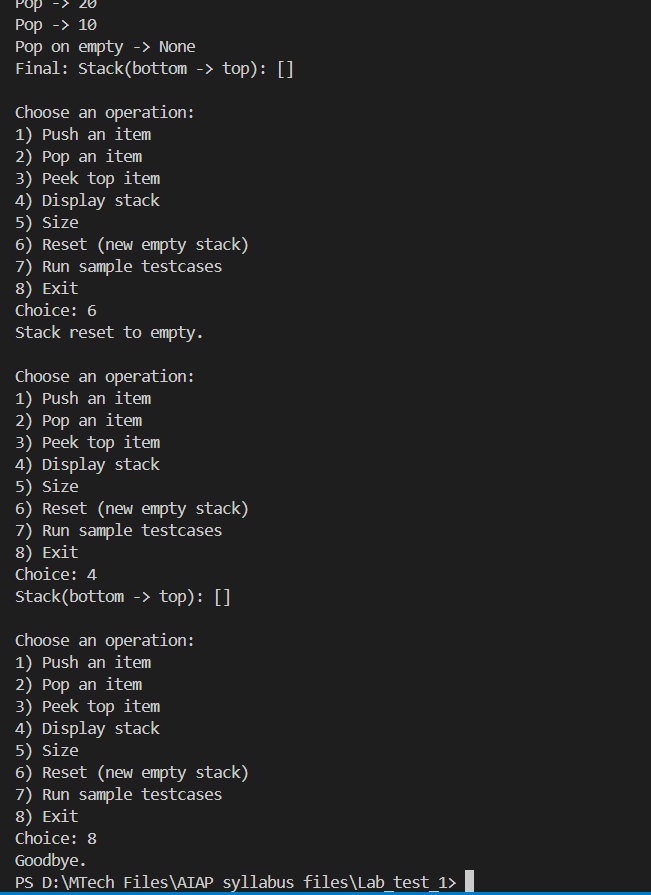 Pop -> 20
Pop -> 10
Pop on empty -> None
Final: Stack(bottom -> top): []
Choose an operation:
1) Push an item
2) Pop an item
3) Peek top item
4) Display stack
5) Size
6) Reset (new empty stack)
7) Run sample testcases
8) Exit
Choice: 6
Stack reset to empty.
Choose an operation:
1) Push an item
2) Pop an item
3) Peek top item
4) Display stack
5) Size
6) Reset (new empty stack)
7) Run sample testcases
8) Exit
Choice: 4
Stack(bottom -> top): []
Choose an operation:
1) Push an item
2) Pop an item
3) Peek top item
4) Display stack
5) Size
6) Reset (new empty stack)
7) Run sample testcases
8) Exit
Choice: 8
Goodbye.
PS D:\MTech Files\AIAP syllabus files\Lab_test_1>